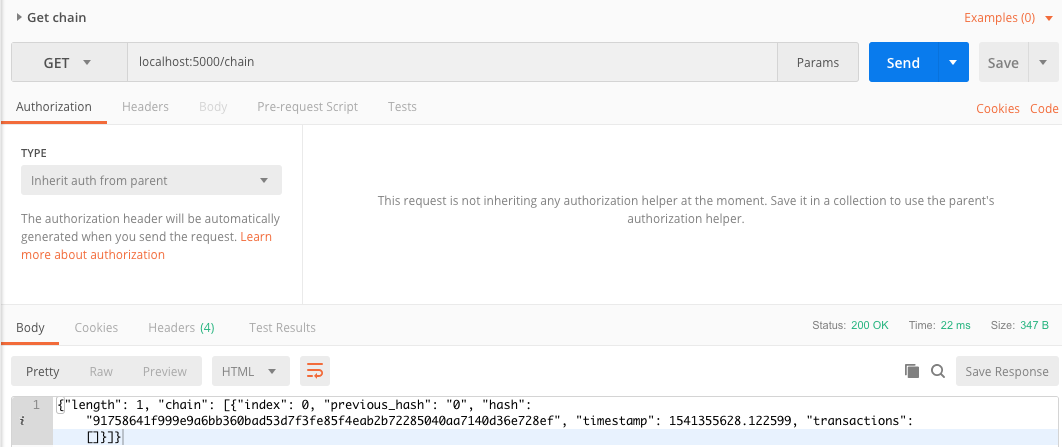 Get chain
Examples (0)
GET
localhost:5000/chain
Params
Send
Save
Authorization
Headers
Body
Pre-request Script
Tests
Cookies
Code
TYPE
Inherit auth from parent
The authorization header will be automatically
generated when you send the request. Learn
more about authorization
This request is not inheriting any authorization helper at the moment. Save it in a collection to use the parent's
authorization helper.
Body
Cookies
Headers (4)
Test Results
Status: 200 OK
Time: 22 ms
Size: 347 B
Pretty
Raw
Preview
HTML
Save Response
1
i
{"length": 1, "chain": [{"index": 0, "previous_hash": "0", "hash":
"91758641f999e9a6bb360bad53d7f3fe85f4eab2b72285040aa7140d36e728ef", "timestamp": 1541355628.122599, "transactions":
[]}]}